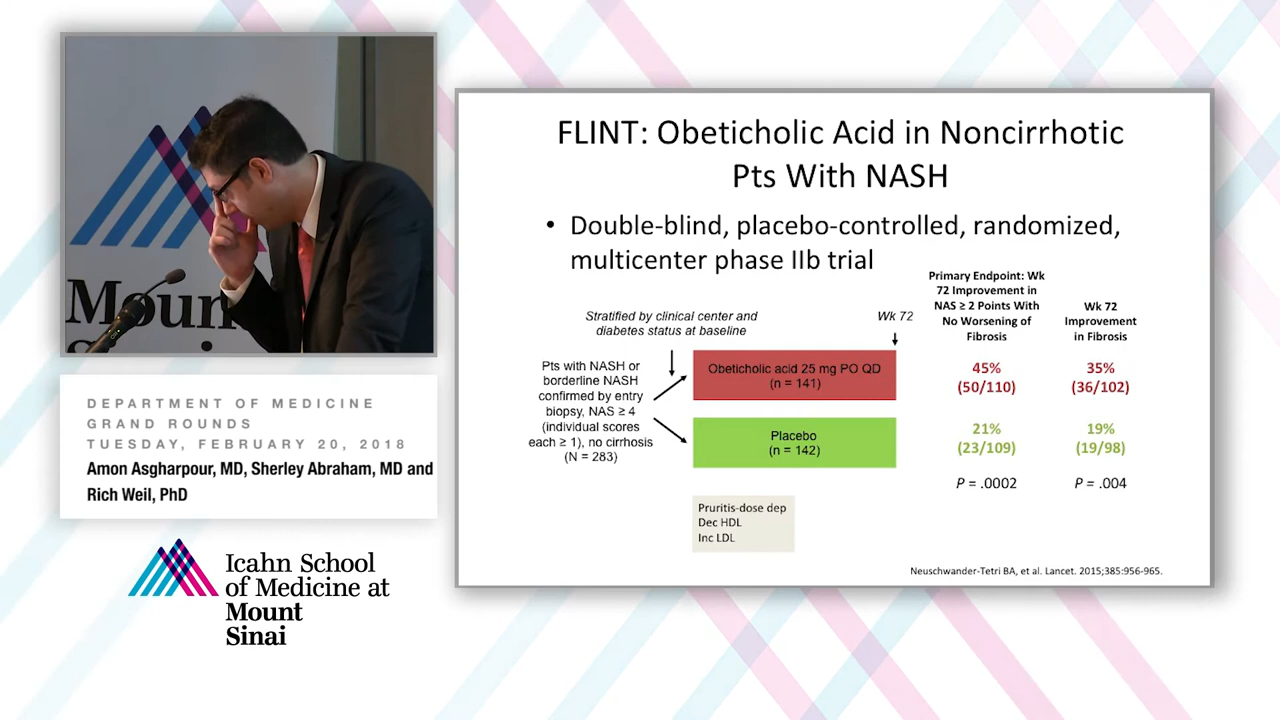 Mount
FLINT: Obeticholic Acid in Noncirrhotic
Pts With NASH
• Double-blind, placebo-controlled, randomized,
multicenter phase IIb trial
Primary Endpoint: Wk
72 Improvement in
NAS ≥ 2 Points With
No Worsening of
Fibrosis
Wk 72
Improvement
in Fibrosis
Stratified by clinical center and
diabetes status at baseline
Wk 72
Pts with NASH or
borderline NASH
confirmed by entry
biopsy, NAS ≥ 4
(individual scores
each ≥ 1), no cirrhosis
(N = 283)
Obeticholic acid 25 mg PO QD
(n = 141)
45%
(50/110)
35%
(36/102)
Placebo
(n = 142)
21%
(23/109)
19%
(19/98)
P = .0002
P = .004
Pruritis-dose dep
Dec HDL
Inc LDL
Neuschwander-Tetri BA, et al. Lancet. 2015;385:956-965.
DEPARTMENT OF MEDICINE
GRAND ROUNDS
TUESDAY, FEBRUARY 20, 2018
Amon Asgharpour, MD, Sherley Abraham, MD and
Rich Weil, PhD
Icahn School
of Medicine at
Mount
Sinai